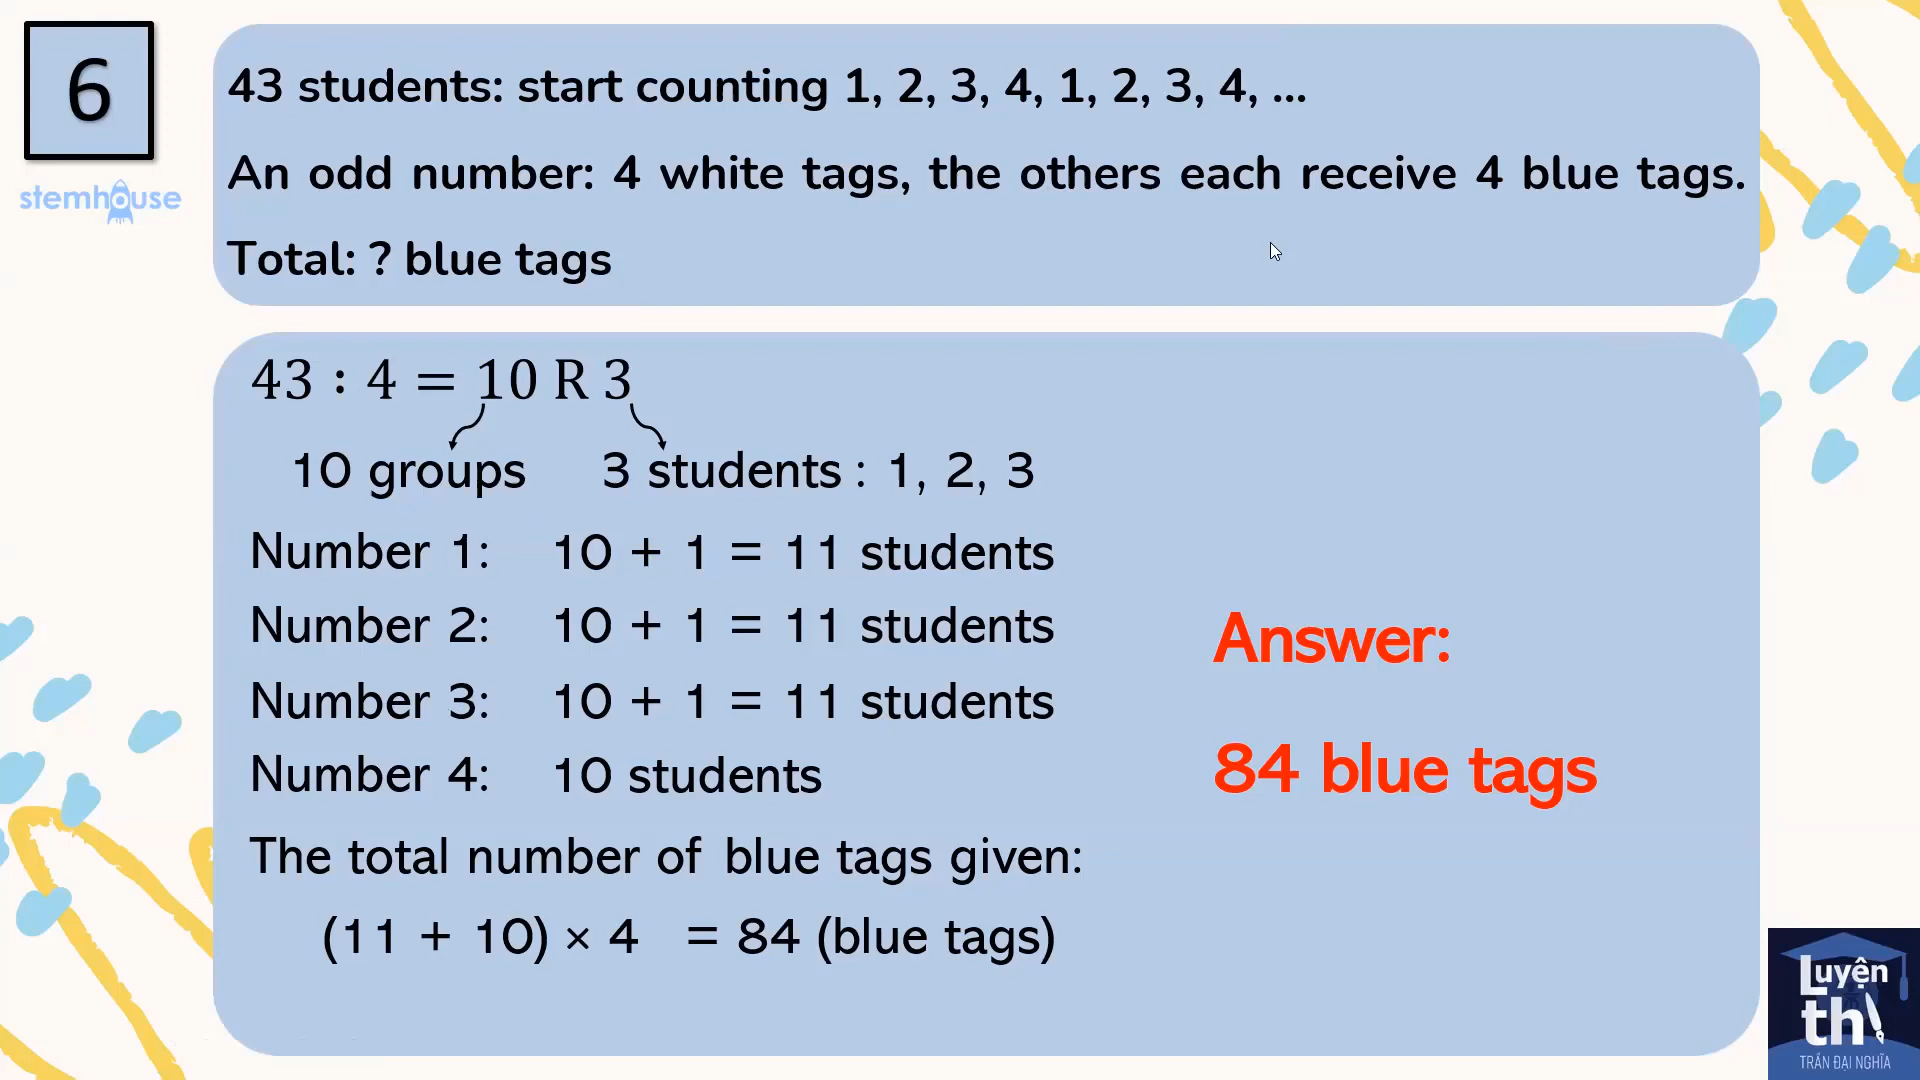 6
stemhouse
43 students: start counting 1, 2, 3, 4, 1, 2, 3, 4, ...
An odd number: 4 white tags, the others each receive 4 blue tags.
Total: ? blue tags
43 : 4 = 10 R 3
10 groups 3 students : 1, 2, 3
Number 1: 10 + 1 = 11 students
Number 2: 10 + 1 = 11 students
Number 3: 10 + 1 = 11 students
Number 4: 10 students
The total number of blue tags given:
(11 + 10) × 4 = 84 (blue tags)
Answer:
84 blue tags
Luyện
thi
TRẦN ĐẠI NGHĨA